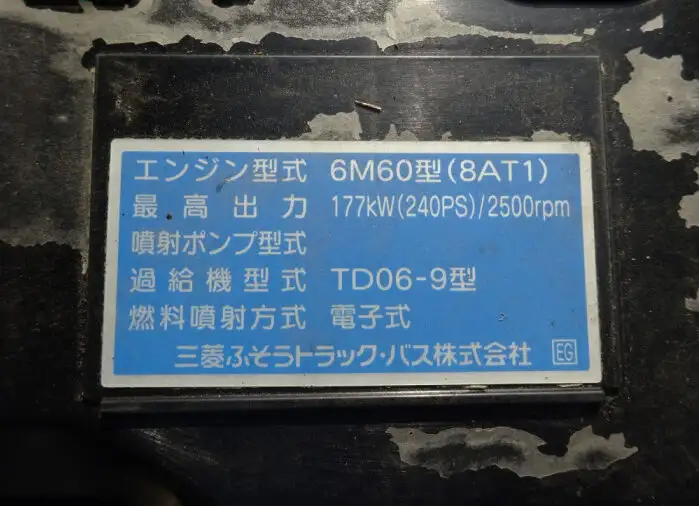 エンジン型式 6M60型(8AT1)
最高出力 177kW(240PS)/2500rpm
噴射ポンプ型式
過給機型式 TD06-9型
燃料噴射方式 電子式
三菱ふそうトラック・バス株式会社 EG